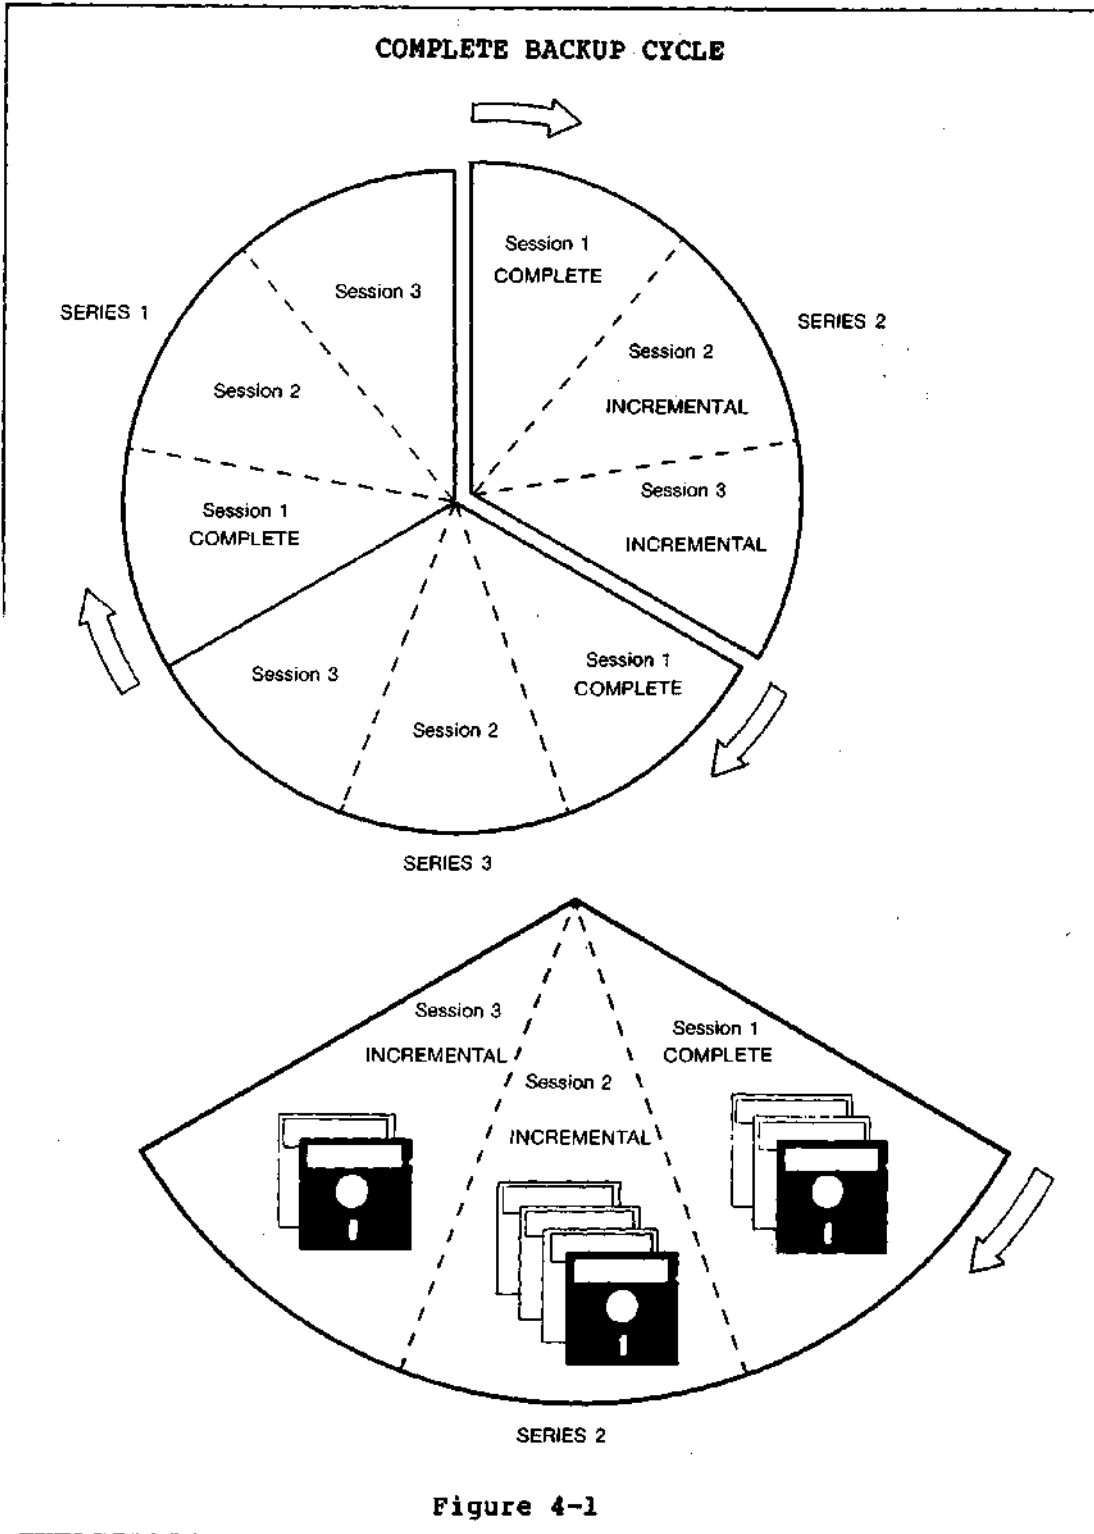 COMPLETE BACKUP CYCLE
Session 1
COMPLETE
Session 3
SERIES 1
SERIES 2
Session 2
INCREMENTAL
Session 2
Session 3
INCREMENTAL
Session 1
COMPLETE
Session 3
Session 1
COMPLETE
Session 2
SERIES 3
Session 3
INCREMENTAL
Session 1
COMPLETE
Session 2
INCREMENTAL
SERIES 2
Figure 4-1